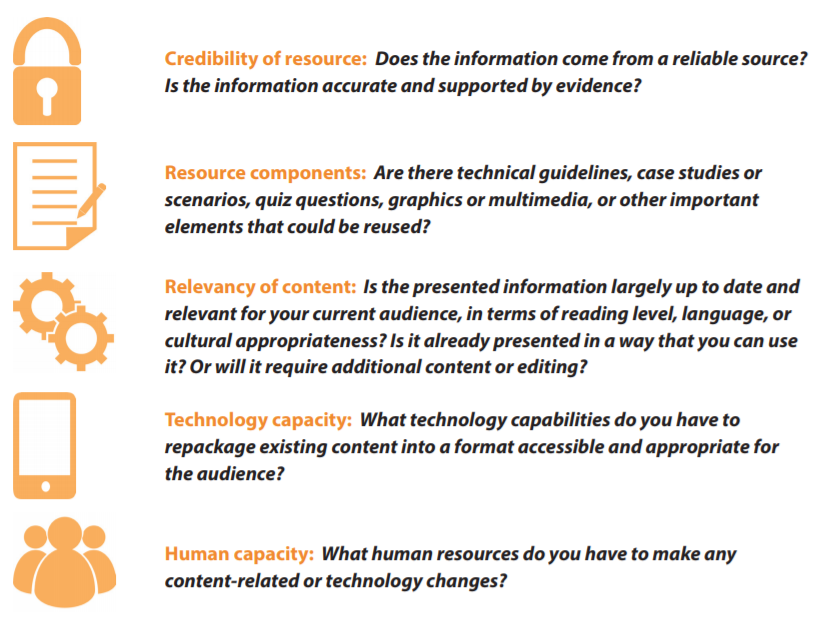 Credibility of resource: Does the information come from a reliable source?
Is the information accurate and supported by evidence?
Resource components: Are there technical guidelines, case studies or
scenarios, quiz questions, graphics or multimedia, or other important
elements that could be reused?
Relevancy of content: Is the presented information largely up to date and
relevant for your current audience, in terms of reading level, language, or
cultural appropriateness? Is it already presented in a way that you can use
it? Or will it require additional content or editing?
Technology capacity: What technology capabilities do you have to
repackage existing content into a format accessible and appropriate for
the audience?
Human capacity: What human resources do you have to make any
content-related or technology changes?